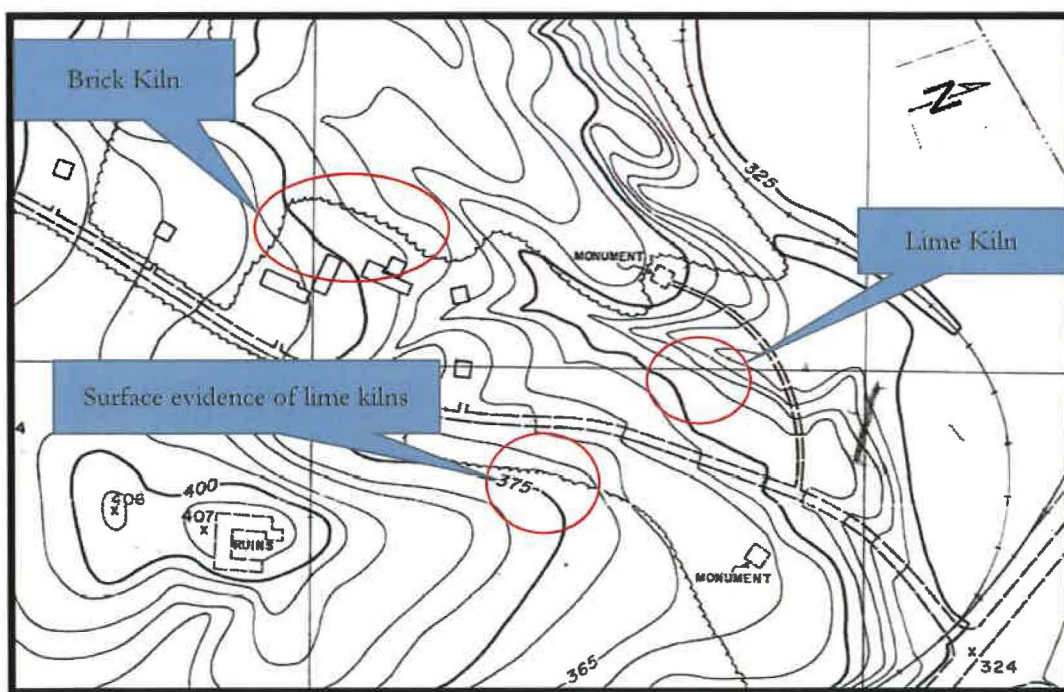 Brick Kiln
N
325
Lime Kiln
MONUMENT
Surface evidence of lime kilns
4
375
400
406
407
x
x
RUINS
MONUMENT
365
x
324
T